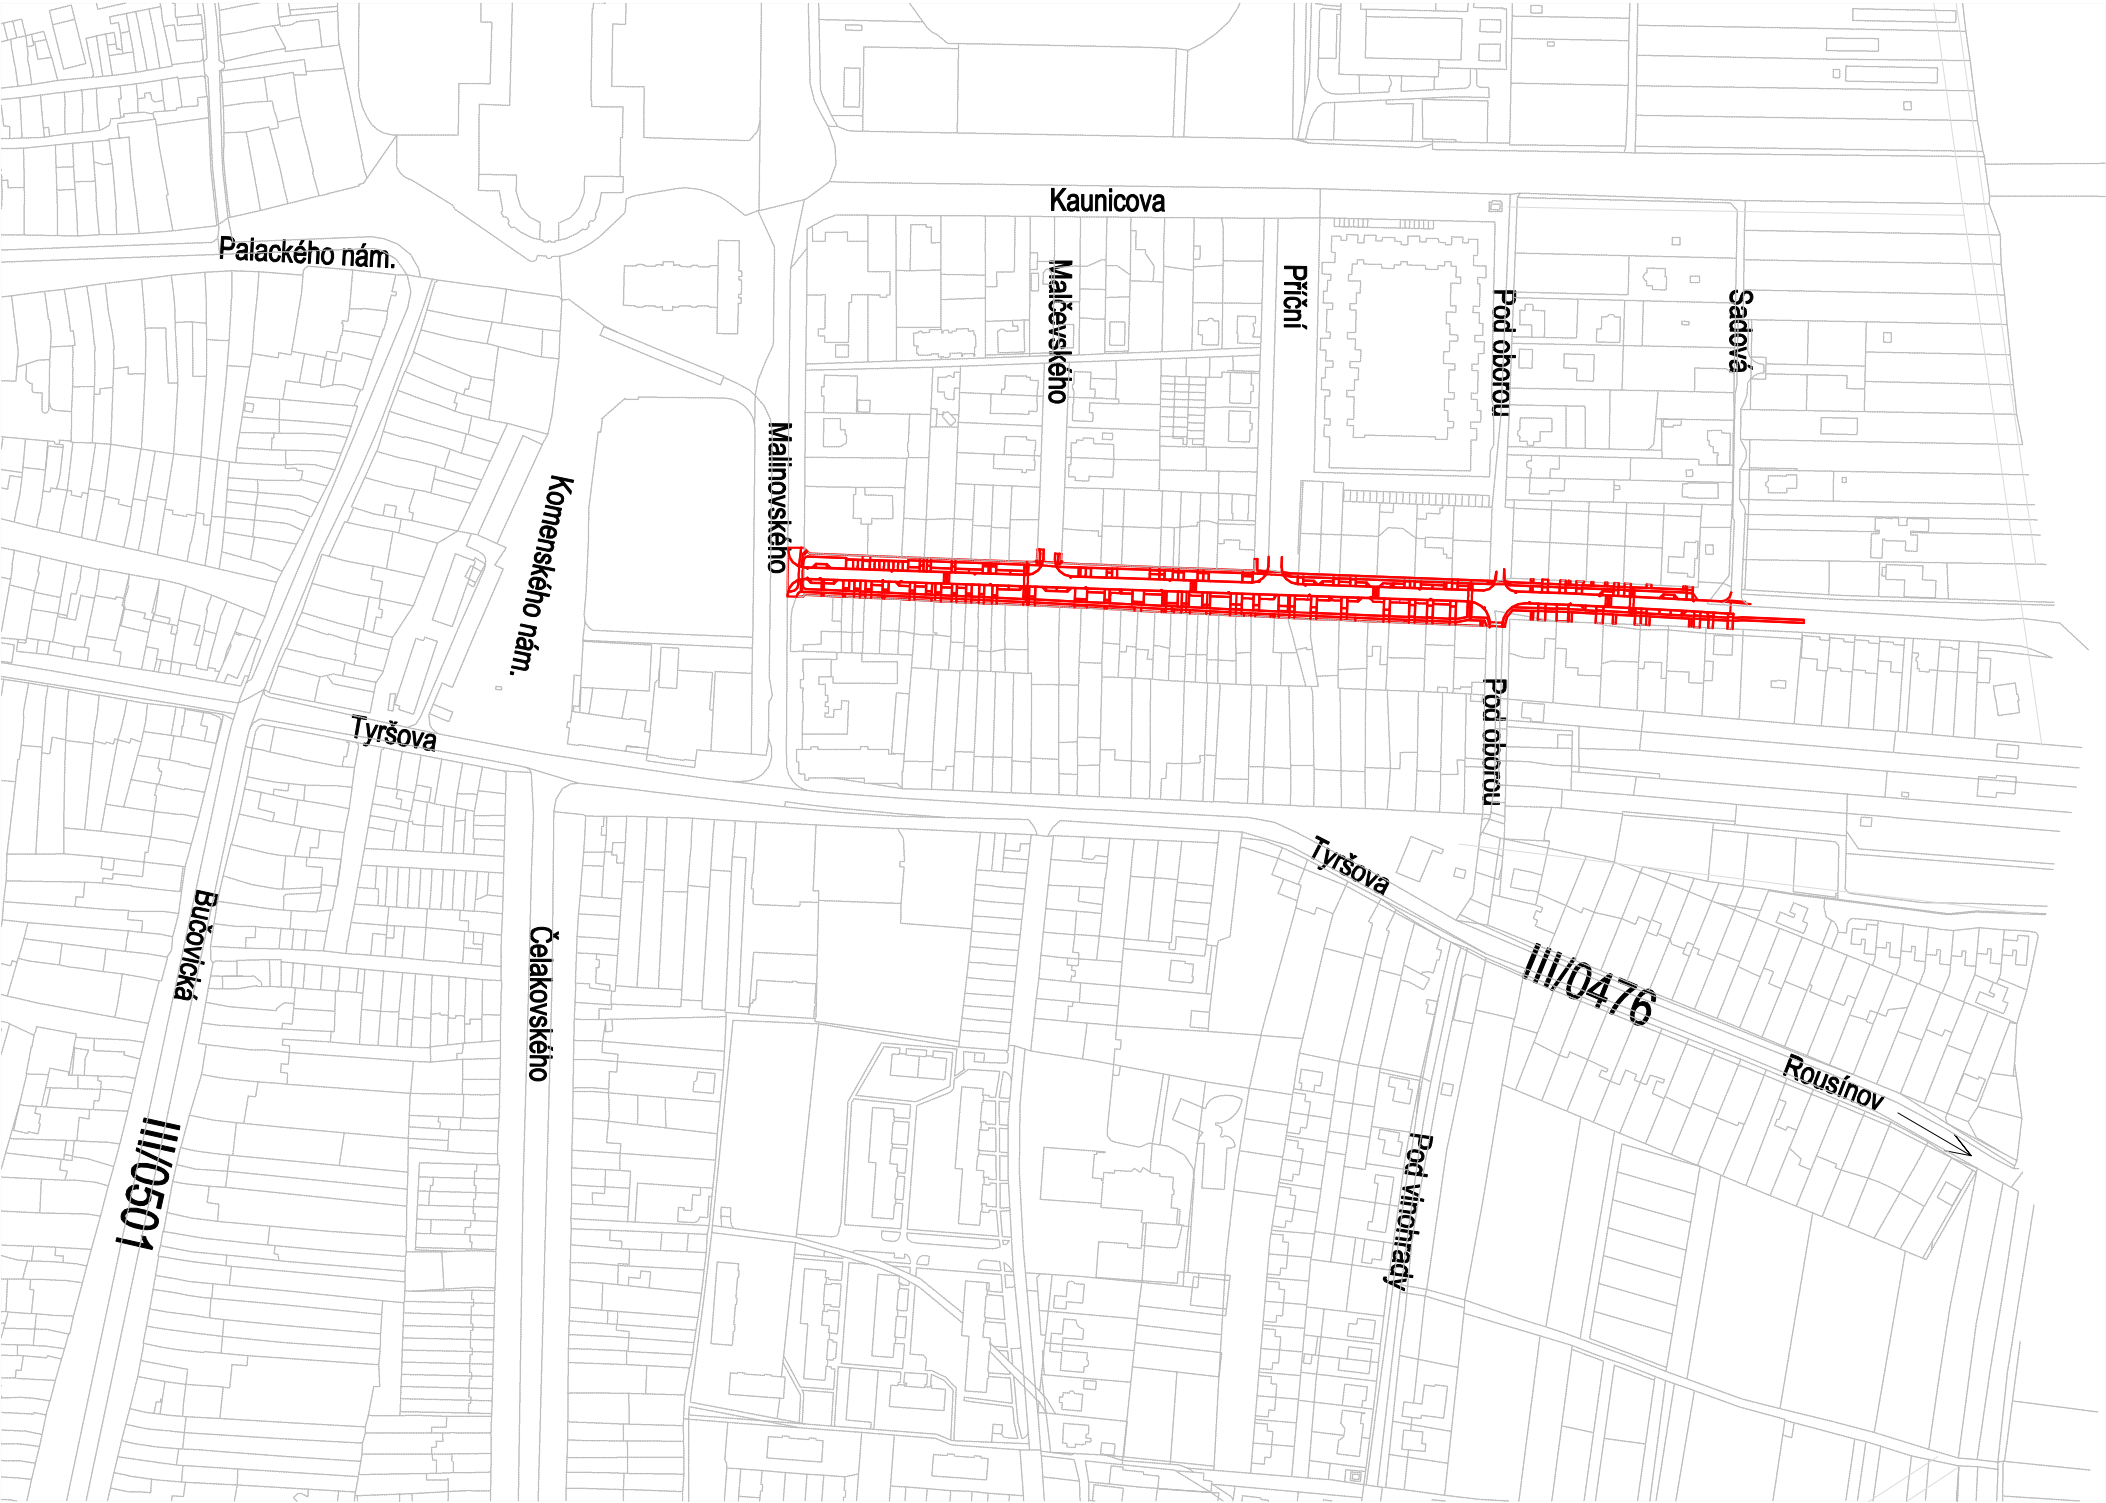 Kaunicova
Palackého nám.
Malčevského
Příční
Pod oborou
Sadová
Malinovského
Komenského nám.
Pod oborou
Tyršova
Tyršova
Bučovická
Čelakovského
III/0476
Rousínov
III/0501
Pod vinohrady